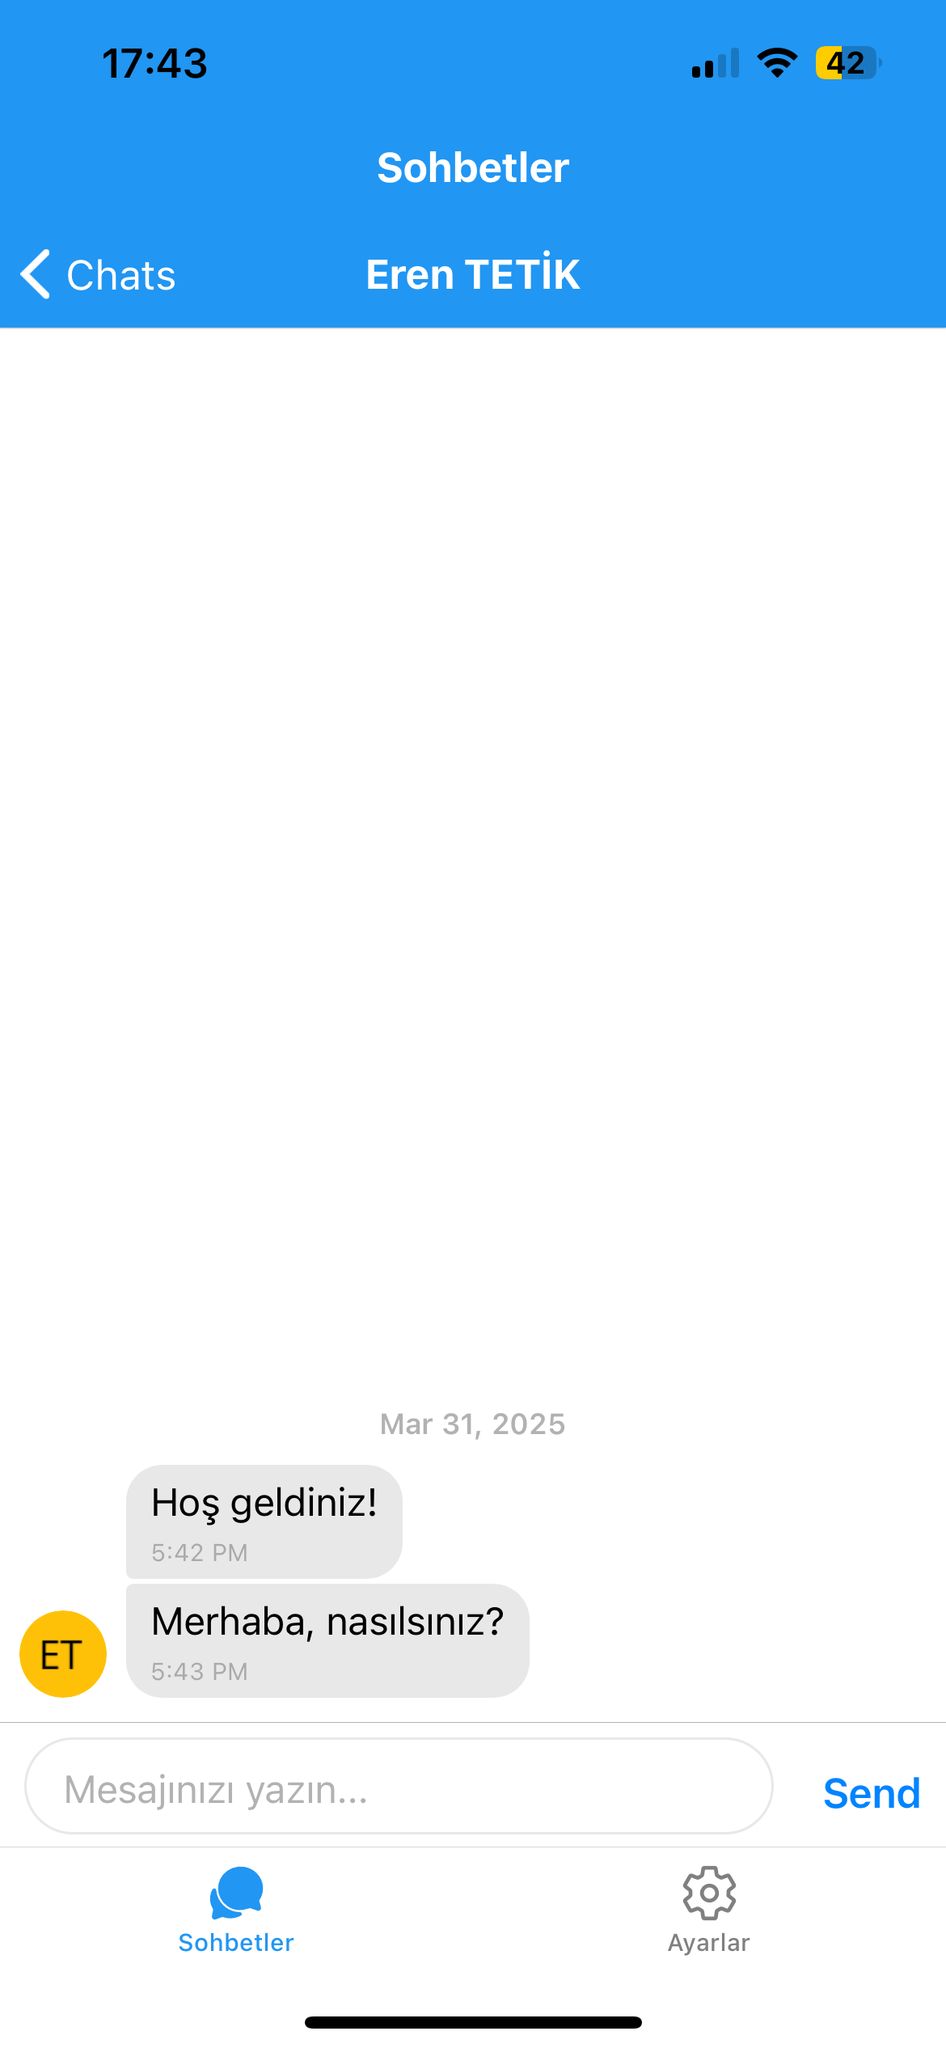 17:43
42
Sohbetler
Chats
Eren TETİK
Mar 31, 2025
Hoş geldiniz!
5:42 PM
Merhaba, nasılsınız?
5:43 PM
ET
Mesajınızı yazın...
Send
Sohbetler
Ayarlar